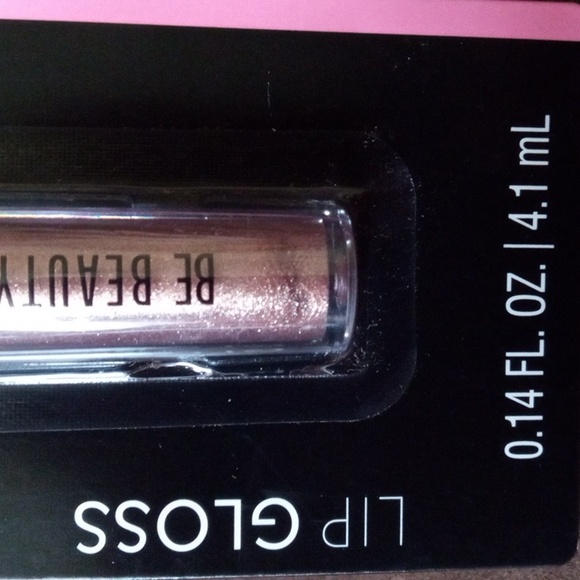 BE BEAUTY
LIP GLOSS
0.14 FL. OZ. | 4.1 mL